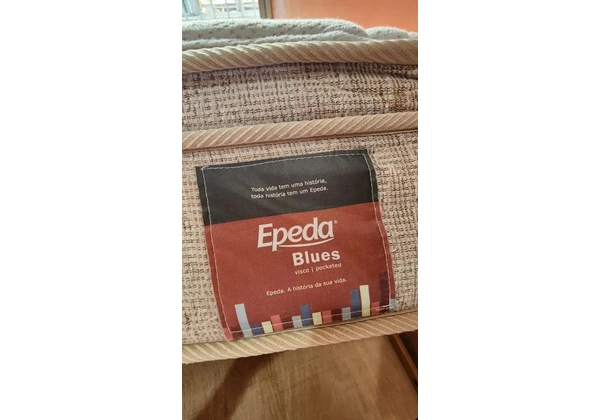 Toda vida tem uma história,
toda história tem um Epeda.
Epeda®
Blues
visco | pocketed
Epeda. A história da sua vida.